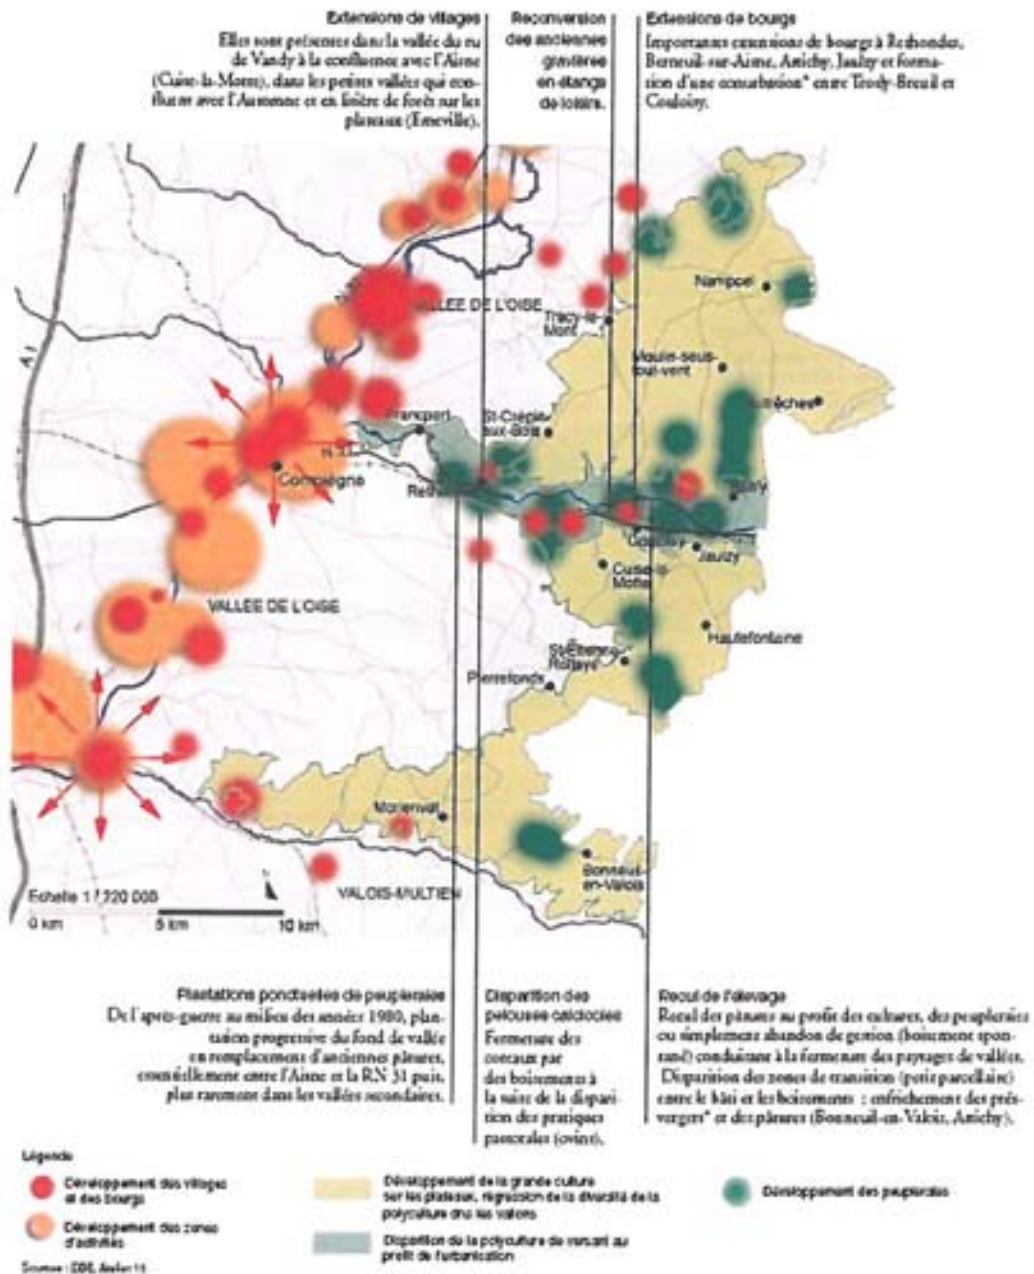 Extensions de villages
Elles sont présentes dans la vallée du ru
de Vandy à la confluence avec l'Aisne
(Cuise-la-Motte), dans les petites vallées qui con-
fluent avec l'Automne et en lisière de forêt sur les
plateaux (Emeville).
Reconversion
des anciennes
gravières
en étangs
de loisirs.
Extensions de bourgs
Importantes extensions de bourgs à Rethondes,
Berneuil-sur-Aisne, Attichy, Jaulzy et forma-
tion d'une conurbation* entre Trosly-Breuil et
Couloisy.
A1
VALLEE DE L'OISE
Nampcel
Tracy-le-
Mont
Moulin-sous-
tout-vent
Autrêches
Francport
St-Crépin-
aux-Bois
N 31
Compiègne
Couloisy
Jaulzy
Cuise-la-
Motte
VALLEE DE L'OISE
Hautefontaine
St-Etienne-
Roilaye
Pierrefonds
Morienval
Bonneuil-
en-Valois
VALOIS-MULTIEN
Echelle 1 / 220 000
0 km
5 km
10 km
Plantations ponctuelles de peupleraies
De l'après-guerre au milieu des années 1980, plan-
tation progressive du fond de vallée
en remplacement d'anciennes pâtures,
essentiellement entre l'Aisne et la RN 31 puis,
plus rarement dans les vallées secondaires.
Disparition des
pelouses calcicoles
Fermeture des
coteaux par
des boisements à
la suite de la dispari-
tion des pratiques
pastorales (ovins).
Recul de l'élevage
Recul des pâtures au profit des cultures, des peupleraies
ou simplement abandon de gestion (boisement spon-
tané) conduisant à la fermeture des paysages de vallées.
Disparition des zones de transition (petit parcellaire)
entre le bâti et les boisements : enfrichement des prés-
vergers* et des pâtures (Bonneuil-en-Valois, Attichy).
Légende
Développement des villages
et des bourgs
Développement des zones
d'activités
Développement de la grande culture
sur les plateaux, régression de la diversité de la
polyculture dns les vallons
Disparition de la polyculture de versant au
profit de l'urbanisation
Développement des peupleraies